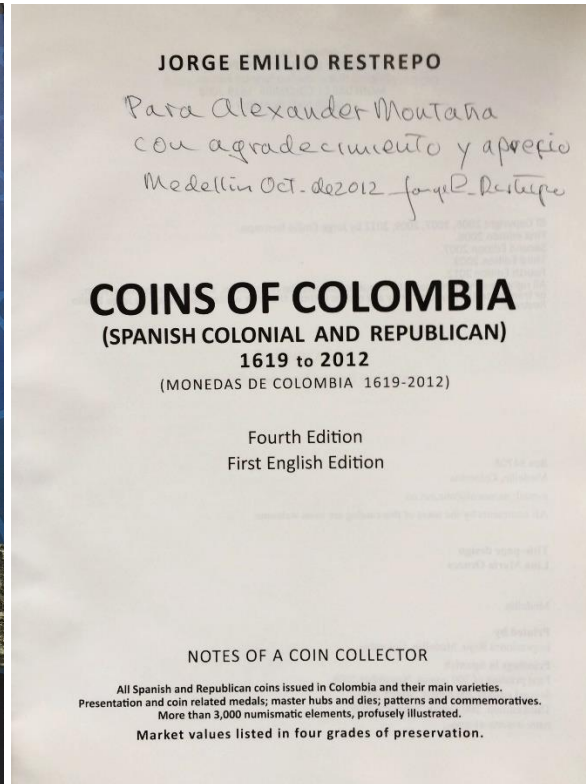 JORGE EMILIO RESTREPO
Para Alexander Montaña
con agradecimiento y aprecio
Medellin Oct. de 2012 Jorge E. Restrepo
COINS OF COLOMBIA
(SPANISH COLONIAL AND REPUBLICAN)
1619 to 2012
(MONEDAS DE COLOMBIA 1619-2012)
Fourth Edition
First English Edition
NOTES OF A COIN COLLECTOR
All Spanish and Republican coins issued in Colombia and their main varieties.
Presentation and coin related medals; master hubs and dies; patterns and commemoratives.
More than 3,000 numismatic elements, profusely illustrated.
Market values listed in four grades of preservation.